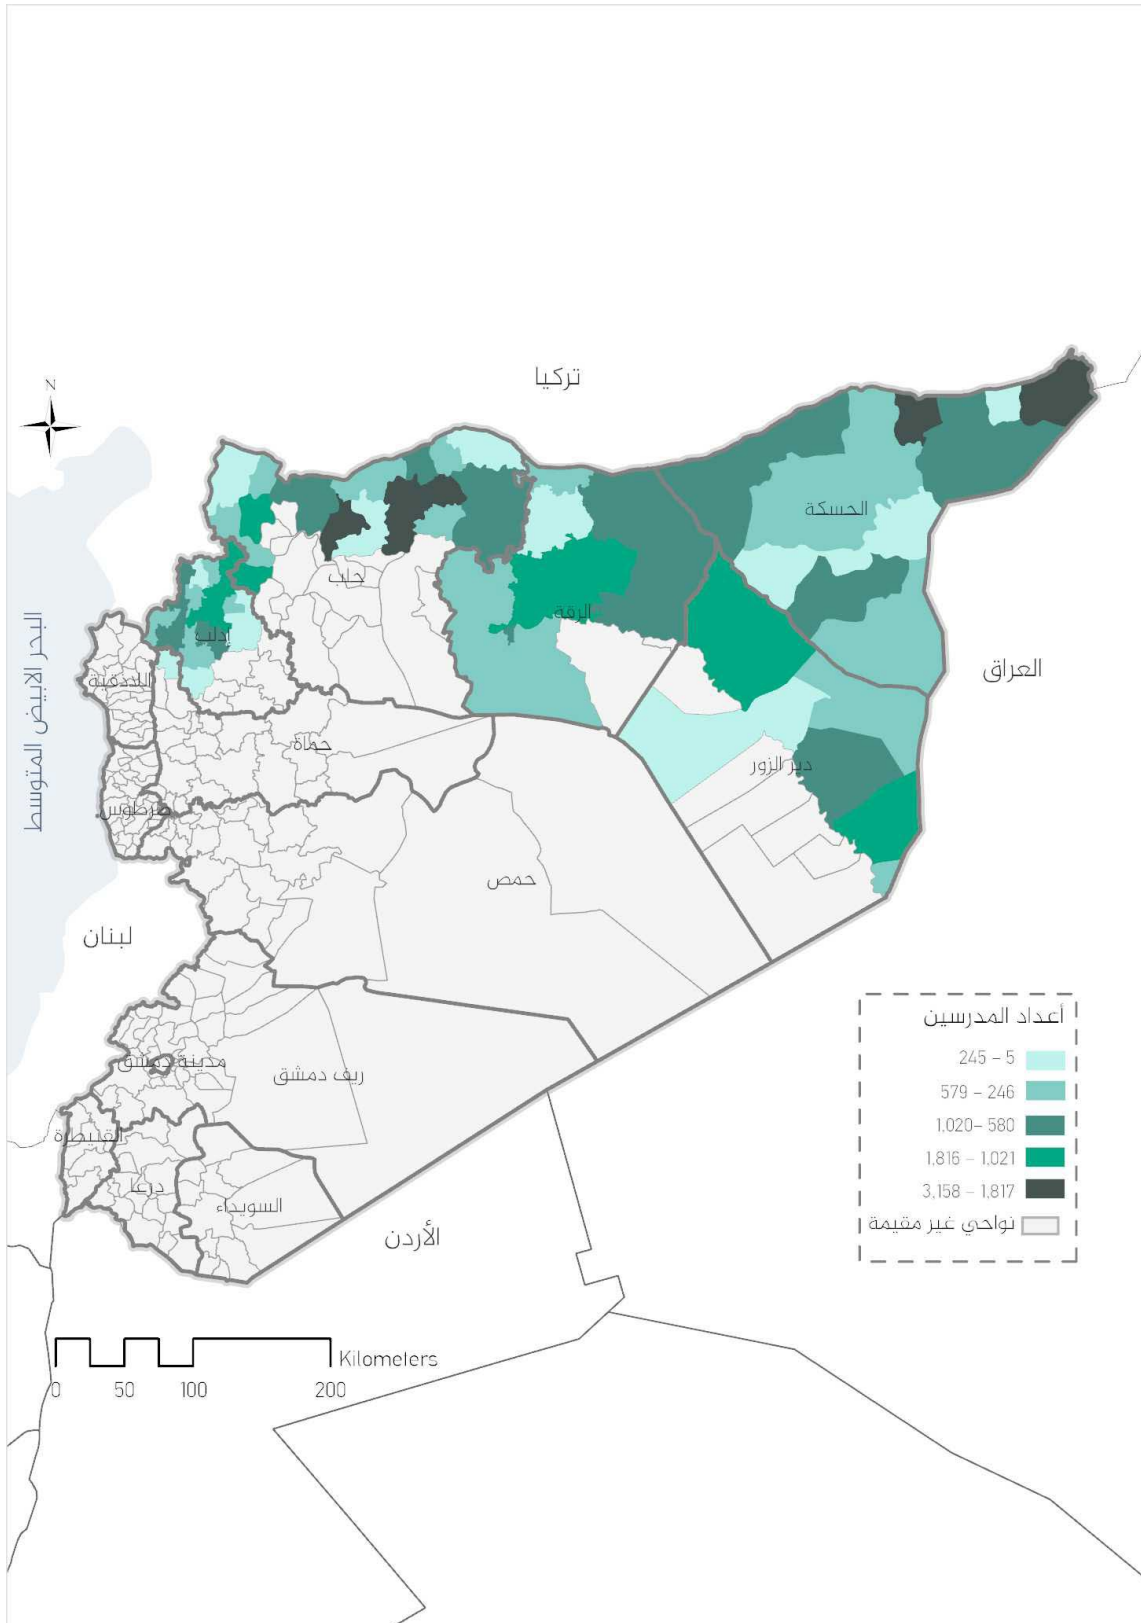 تركيا
N
الحسكة
حلب
الرقة
إدلب
العراق
اللاذقية
البحر الابيض المتوسط
حماة
دير الزور
طرطوس
حمص
لبنان
مدينة دمشق
ريف دمشق
القنيطرة
درعا
السويداء
الأردن
أعداد المدرسين
5 – 245
246 – 579
580 –1.020
1.021 – 1.816
1.817 – 3.158
نواحي غير مقيمة
Kilometers
0 50 100 200